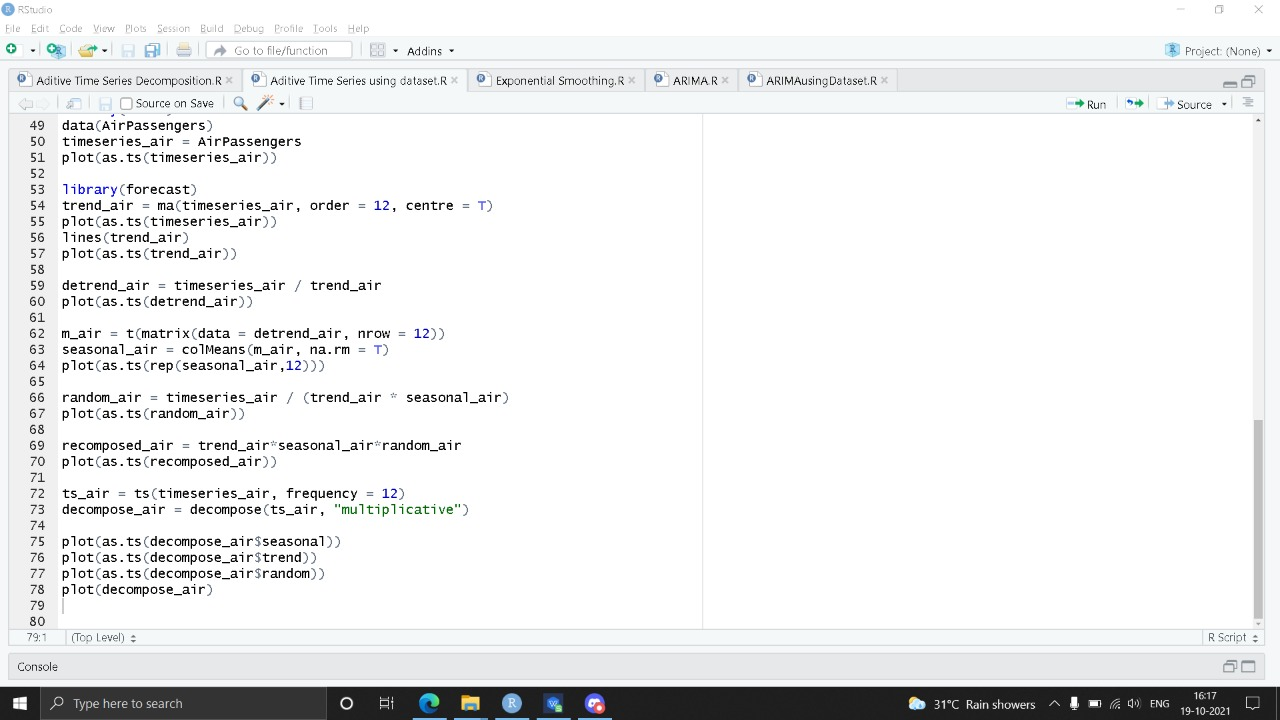 RStudio
File Edit Code View Plots Session Build Debug Profile Tools Help
Go to file/function Addins Project: (None)
Aditive Time Series Decomposition.R Aditive Time Series using dataset.R Exponential Smoothing.R ARIMA.R ARIMAusingDataset.R
Source on Save Run Source
49 data(AirPassengers)
50 timeseries_air = AirPassengers
51 plot(as.ts(timeseries_air))
52
53 library(forecast)
54 trend_air = ma(timeseries_air, order = 12, centre = T)
55 plot(as.ts(timeseries_air))
56 lines(trend_air)
57 plot(as.ts(trend_air))
58
59 detrend_air = timeseries_air / trend_air
60 plot(as.ts(detrend_air))
61
62 m_air = t(matrix(data = detrend_air, nrow = 12))
63 seasonal_air = colMeans(m_air, na.rm = T)
64 plot(as.ts(rep(seasonal_air,12)))
65
66 random_air = timeseries_air / (trend_air * seasonal_air)
67 plot(as.ts(random_air))
68
69 recomposed_air = trend_air*seasonal_air*random_air
70 plot(as.ts(recomposed_air))
71
72 ts_air = ts(timeseries_air, frequency = 12)
73 decompose_air = decompose(ts_air, "multiplicative")
74
75 plot(as.ts(decompose_air$seasonal))
76 plot(as.ts(decompose_air$trend))
77 plot(as.ts(decompose_air$random))
78 plot(decompose_air)
79
80
79:1 (Top Level) R Script
Console
Type here to search 31°C Rain showers ENG 16:17
19-10-2021